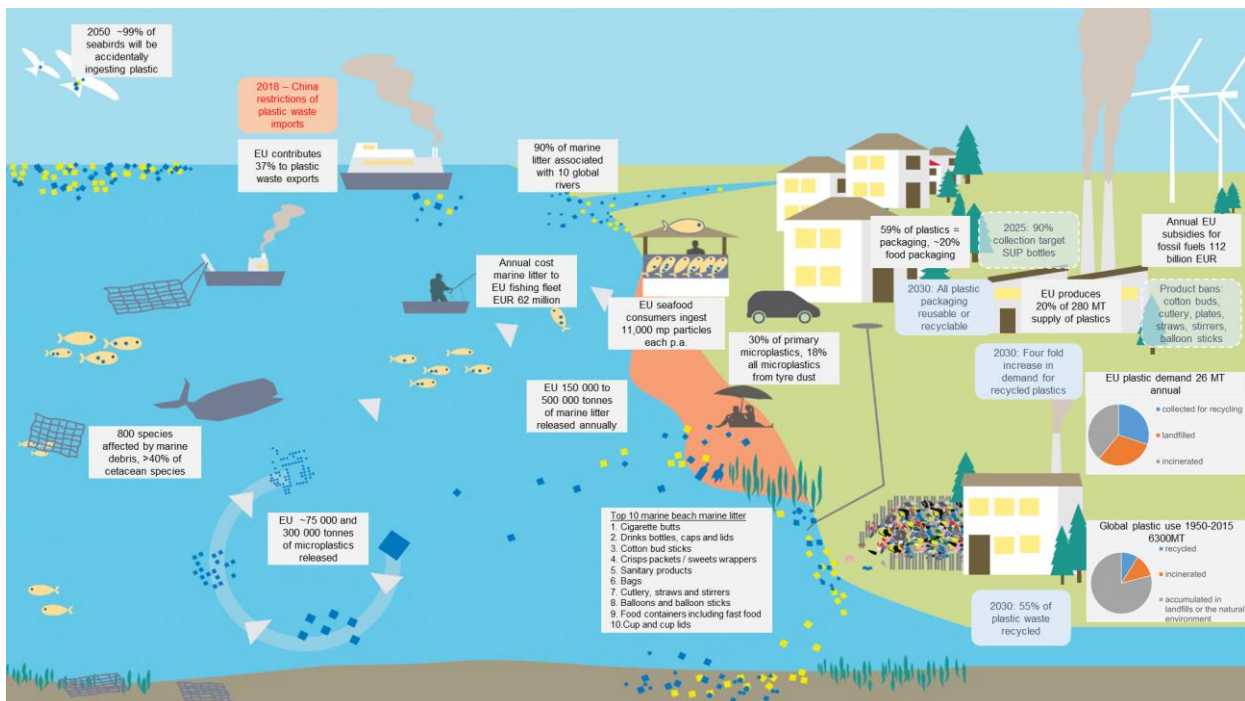 2050 ~99% of
seabirds will be
accidentally
ingesting plastic
2018 – China
restrictions of
plastic waste
imports
EU contributes
37% to plastic
waste exports
90% of marine
litter associated
with 10 global
rivers
59% of plastics =
packaging, ~20%
food packaging
2025: 90%
collection target
SUP bottles
Annual EU
subsidies for
fossil fuels 112
billion EUR
Annual cost
marine litter to
EU fishing fleet
EUR 62 million
EU seafood
consumers ingest
11,000 mp particles
each p.a.
2030: All plastic
packaging
reusable or
recyclable
EU produces
20% of 280 MT
supply of plastics
Product bans:
cotton buds,
cutlery, plates,
straws, stirrers,
balloon sticks
30% of primary
microplastics, 18%
all microplastics
from tyre dust
2030: Four fold
increase in
demand for
recycled plastics
EU plastic demand 26 MT
annual
collected for recycling
landfilled
incinerated
EU 150 000 to
500 000 tonnes
of marine litter
released annually
800 species
affected by marine
debris, >40% of
cetacean species
EU ~75 000 and
300 000 tonnes
of microplastics
released
Top 10 marine beach marine litter
1. Cigarette butts
2. Drinks bottles, caps and lids
3. Cotton bud sticks
4. Crisps packets / sweets wrappers
5. Sanitary products
6. Bags
7. Cutlery, straws and stirrers
8. Balloons and balloon sticks
9. Food containers including fast food
10.Cup and cup lids
Global plastic use 1950-2015
6300MT
recycled
incinerated
accumulated in
landfills or the natural
environment
2030: 55% of
plastic waste
recycled